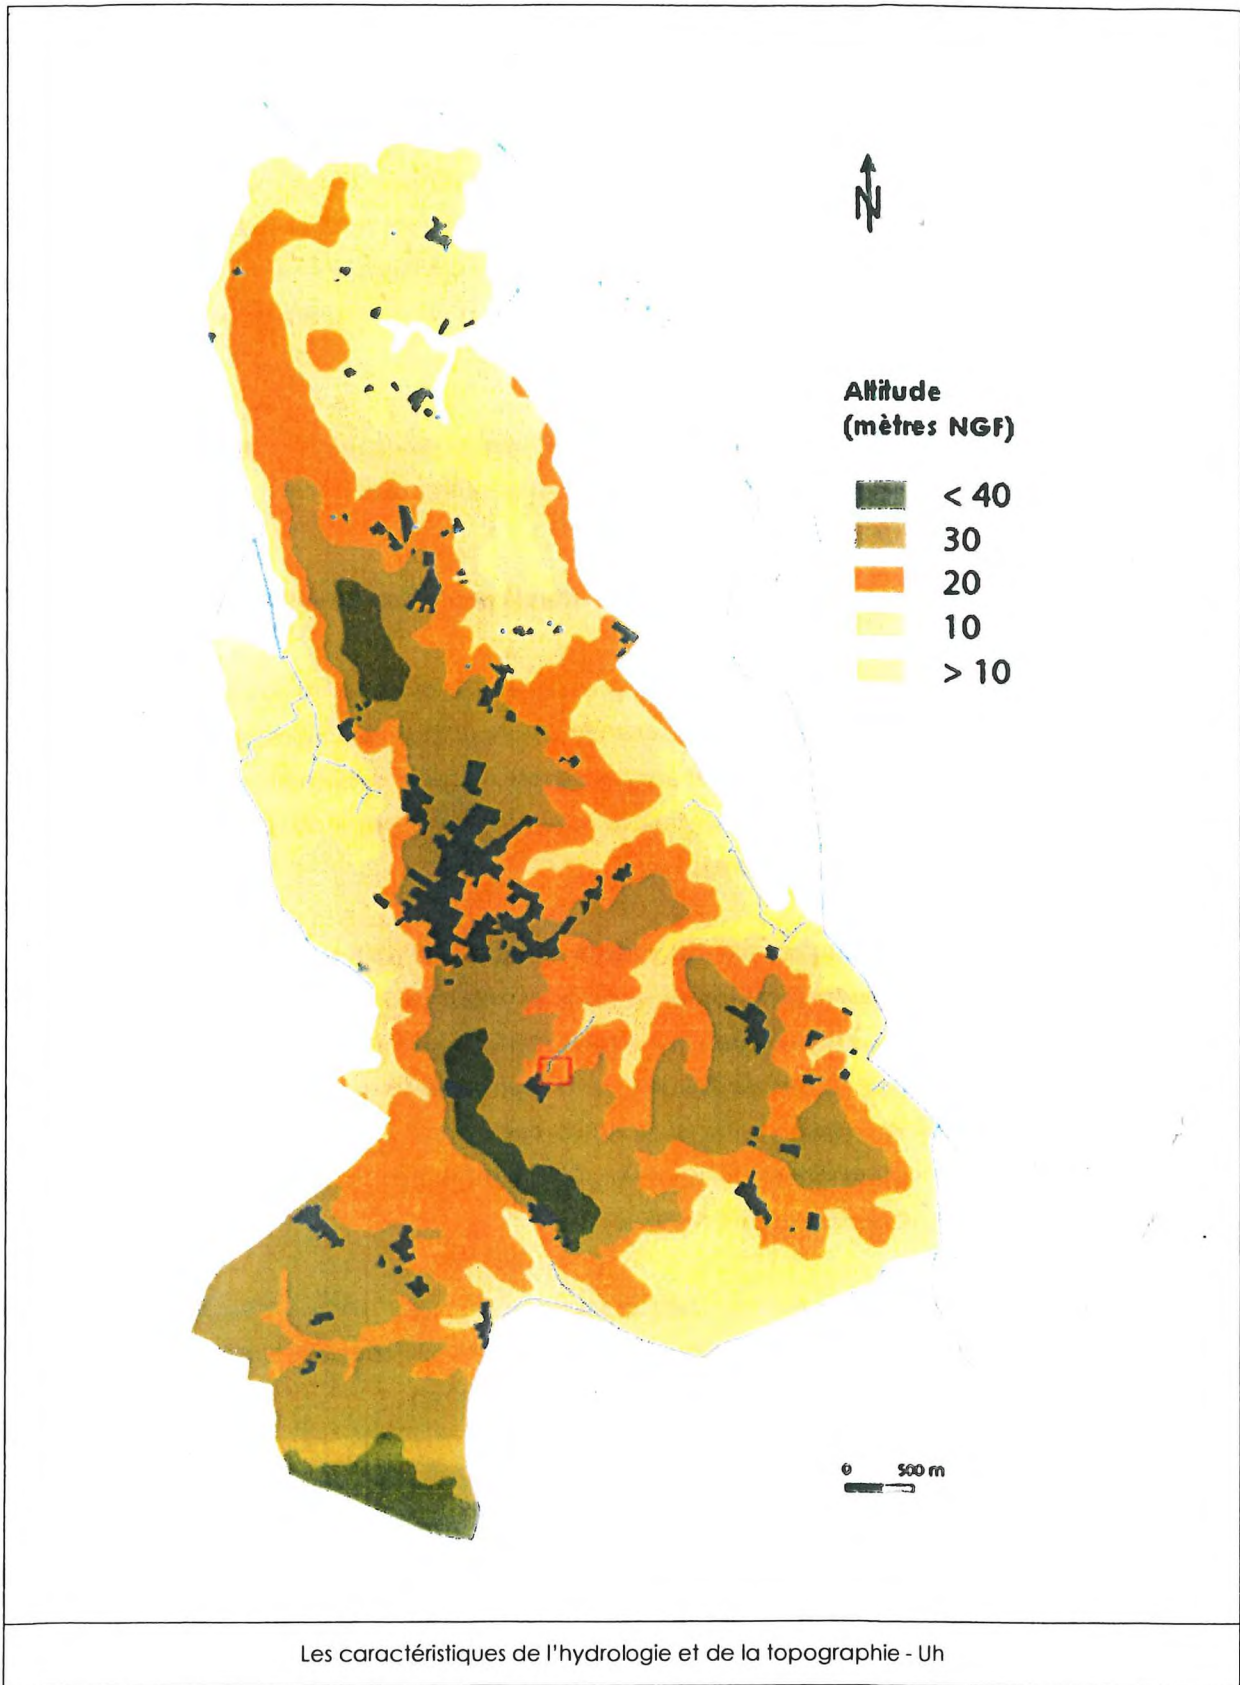 N
Altitude
(mètres NGF)
< 40
30
20
10
> 10
0 500 m
Les caractéristiques de l'hydrologie et de la topographie - Uh